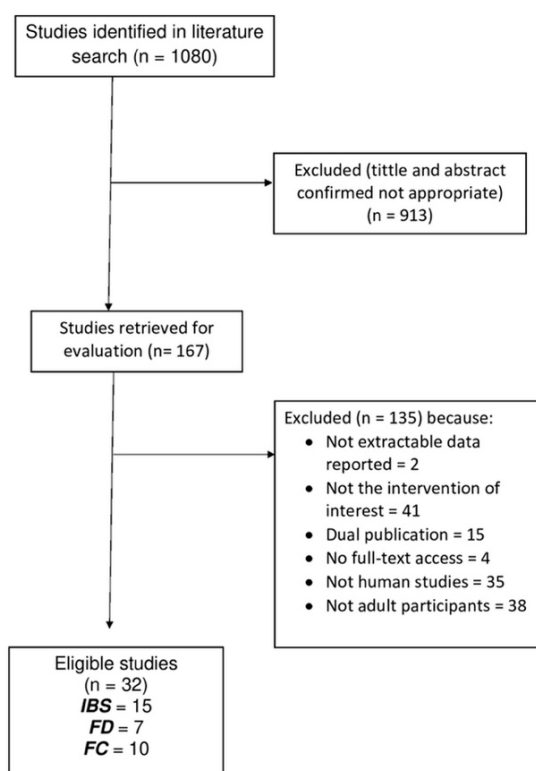 Studies identified in literature
search (n = 1080)
Excluded (tittle and abstract
confirmed not appropriate)
(n = 913)
Studies retrieved for
evaluation (n= 167)
Excluded (n = 135) because:
• Not extractable data
reported = 2
• Not the intervention of
interest = 41
• Dual publication = 15
• No full-text access = 4
• Not human studies = 35
• Not adult participants = 38
Eligible studies
(n = 32)
IBS = 15
FD = 7
FC = 10